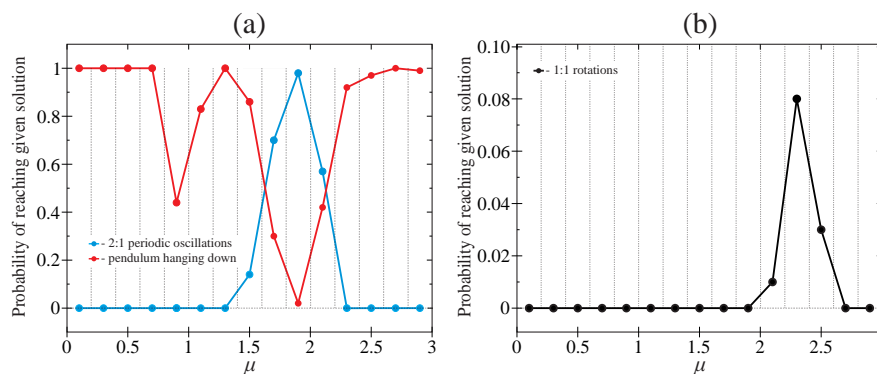 (a)
Probability of reaching given solution
1
0.8
0.6
0.4
0.2
0
- 2:1 periodic oscillations
- pendulum hanging down
0
0.5
1
1.5
2
2.5
3
μ
(b)
Probability of reaching given solution
0.10
0.08
0.06
0.04
0.02
0
- 1:1 rotations
0
0.5
1
1.5
2
2.5
μ